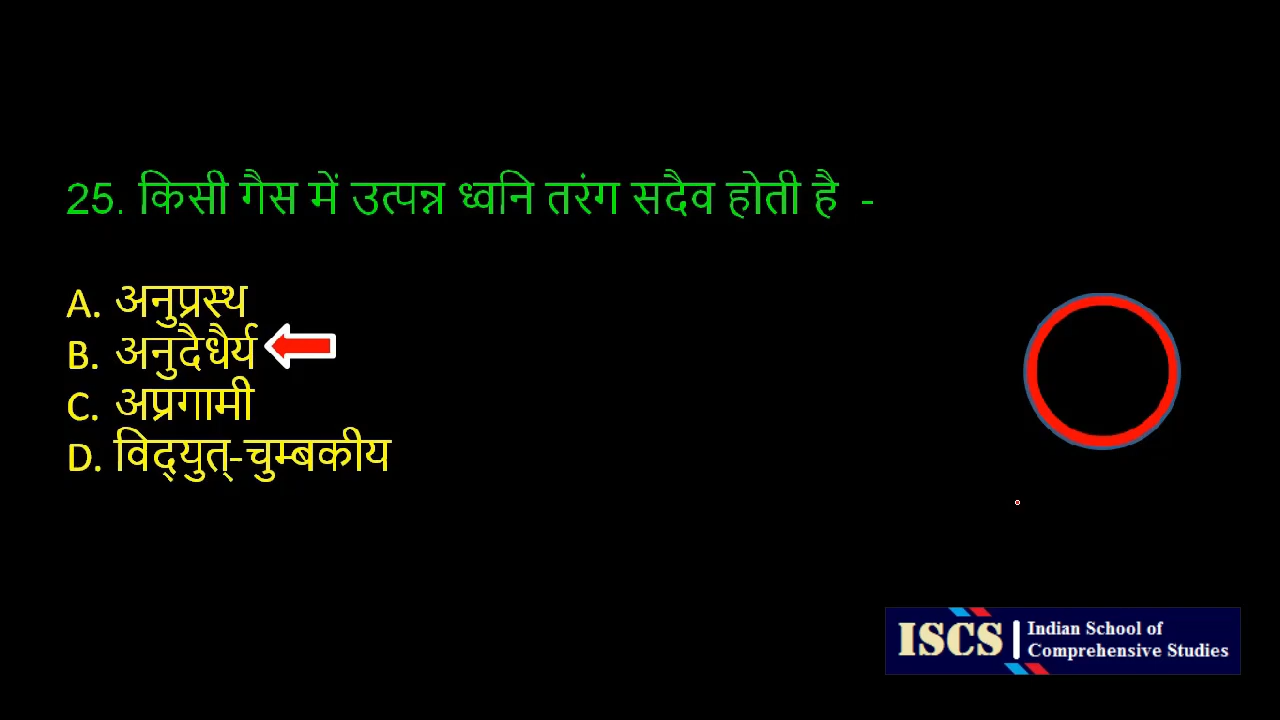 25. किसी गैस में उत्पन्न ध्वनि तरंग सदैव होती है -
A. अनुप्रस्थ
B. अनुदैधैर्य
C. अप्रगामी
D. विद्युत्-चुम्बकीय
ISCS
Indian School of
Comprehensive Studies